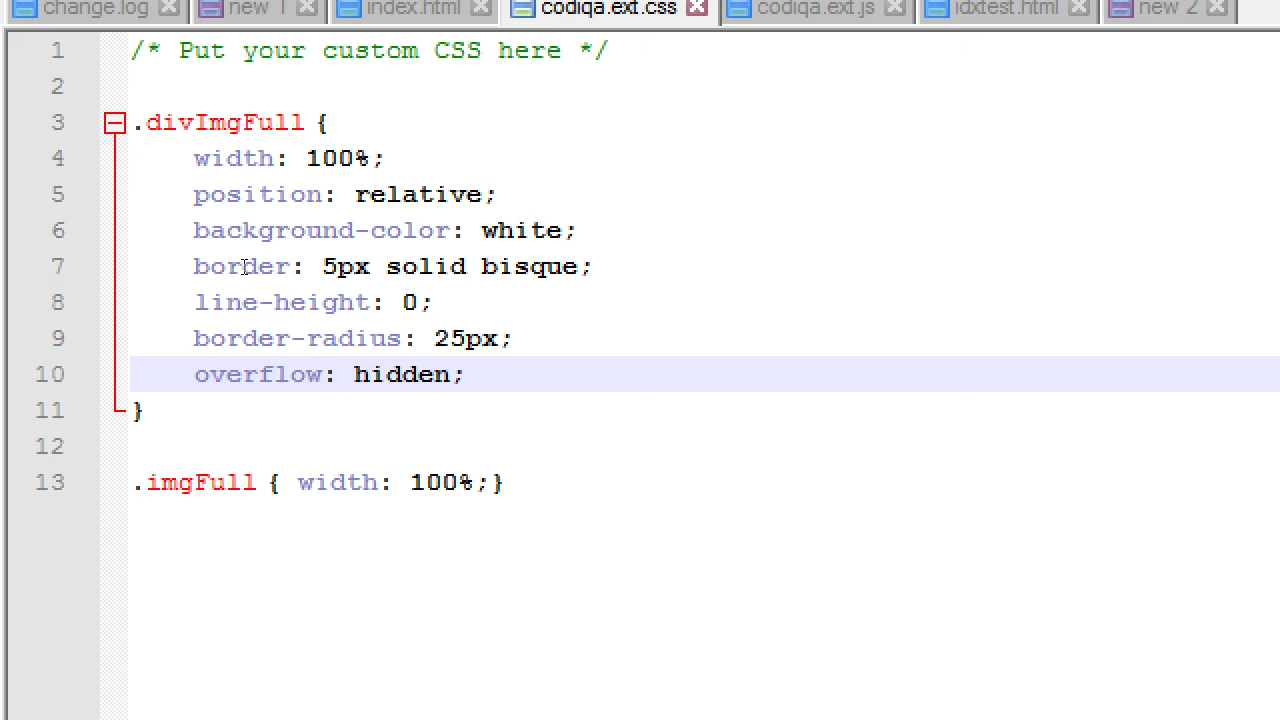 change.log new 1 index.html codiqa.ext.css codiqa.ext.js idxtest.html new 2
1 /* Put your custom CSS here */
2
3 .divImgFull {
4 width: 100%;
5 position: relative;
6 background-color: white;
7 border: 5px solid bisque;
8 line-height: 0;
9 border-radius: 25px;
10 overflow: hidden;
11 }
12
13 .imgFull { width: 100%;}